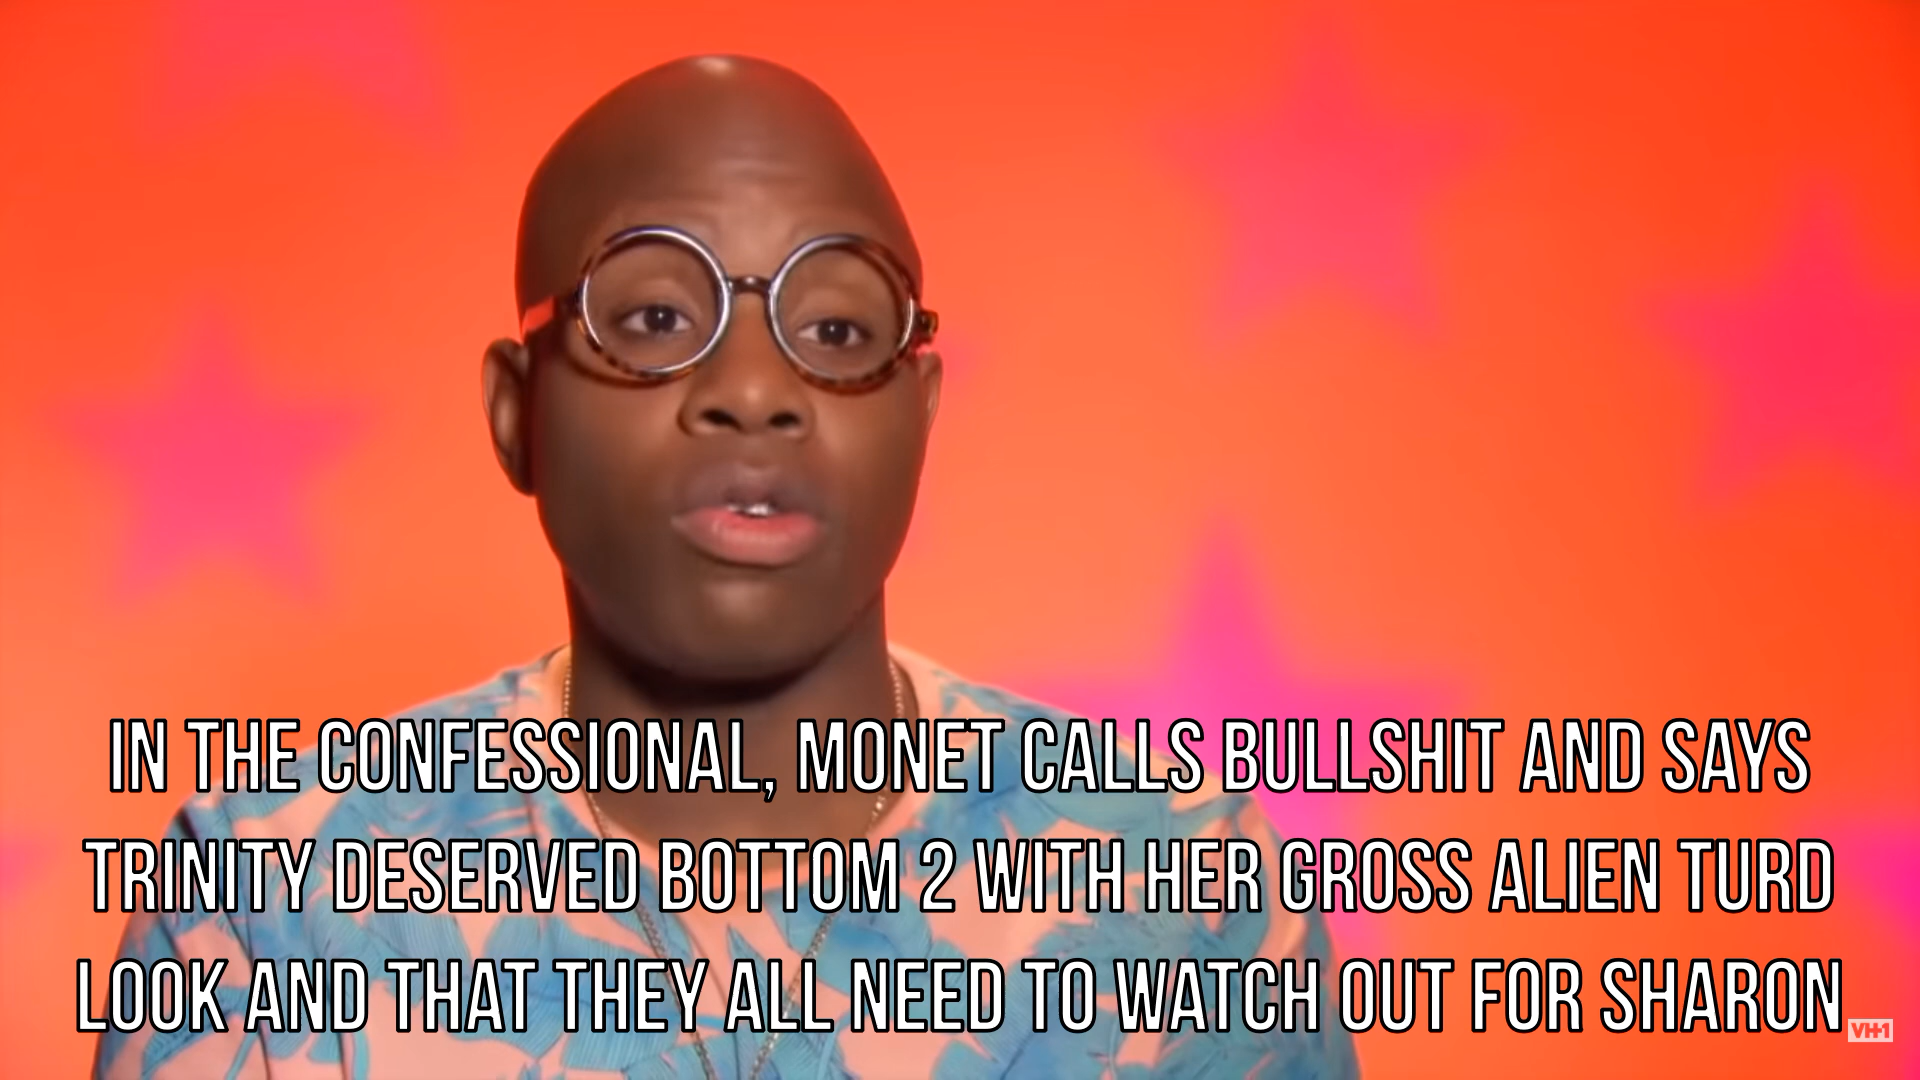 IN THE CONFESSIONAL, MONET CALLS BULLSHIT AND SAYS
TRINITY DESERVED BOTTOM 2 WITH HER GROSS ALIEN TURD
LOOK AND THAT THEY ALL NEED TO WATCH OUT FOR SHARON
VH1